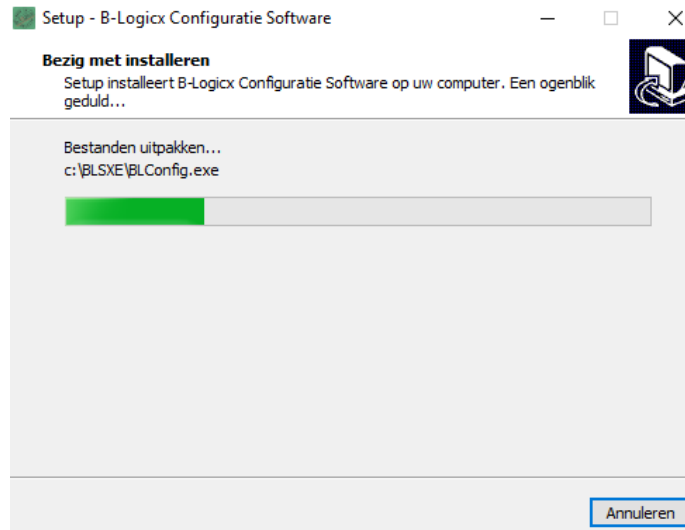 Setup - B-Logicx Configuratie Software
Bezig met installeren
Setup installeert B-Logicx Configuratie Software op uw computer. Een ogenblik
geduld...
Bestanden uitpakken...
c:\BLSXE\BLConfig.exe
Annuleren